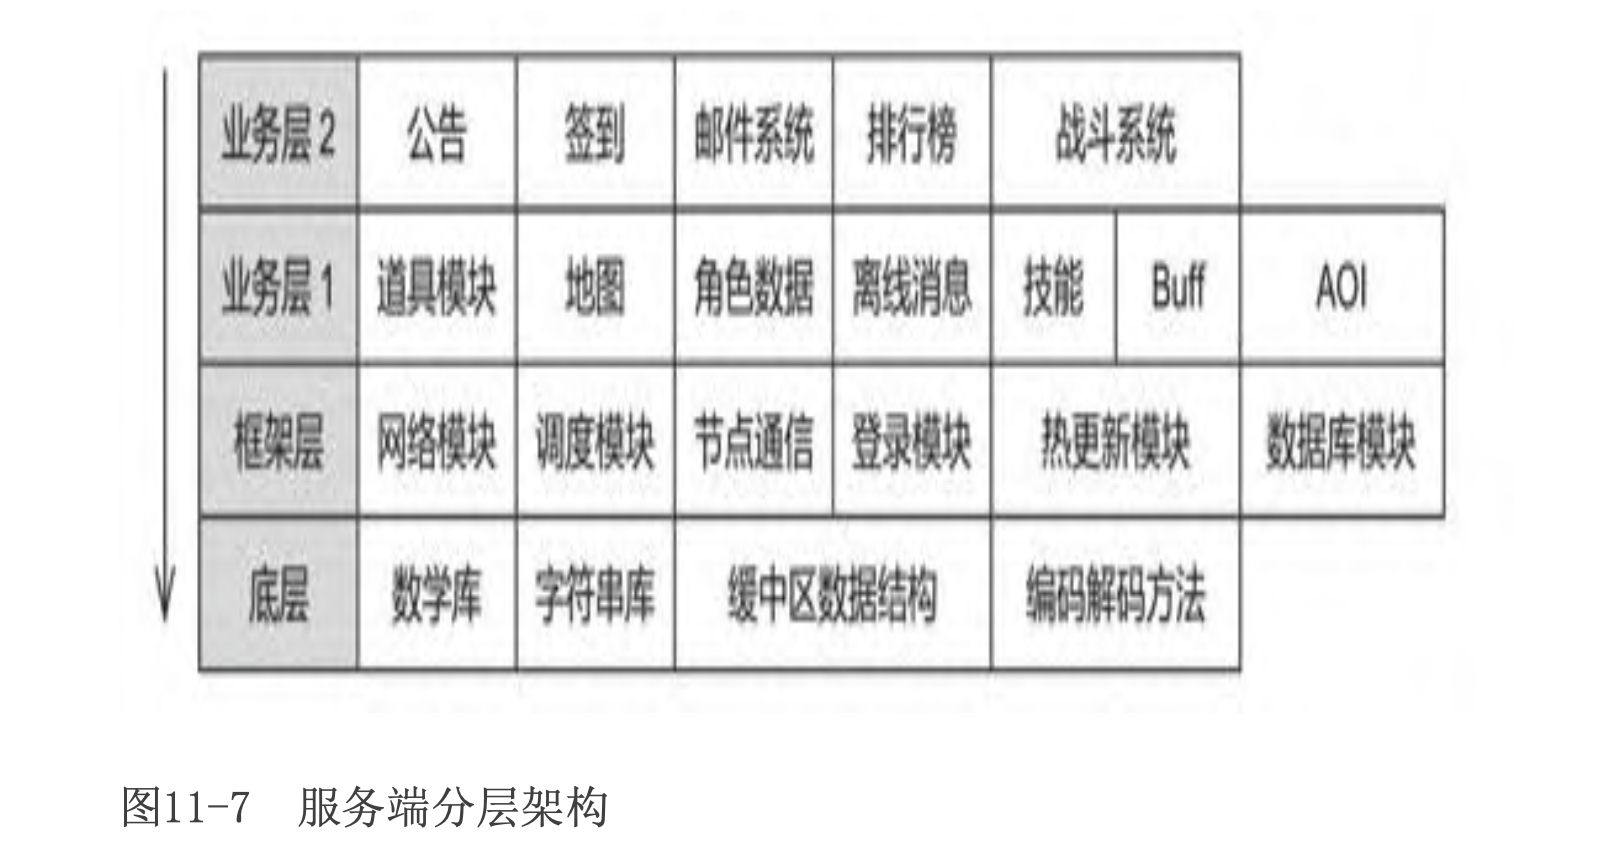 业务层2 公告 签到 邮件系统 排行榜 战斗系统
业务层1 道具模块 地图 角色数据 离线消息 技能 Buff AOI
框架层 网络模块 调度模块 节点通信 登录模块 热更新模块 数据库模块
底层 数学库 字符串库 缓中区数据结构 编码解码方法
图11-7 服务端分层架构